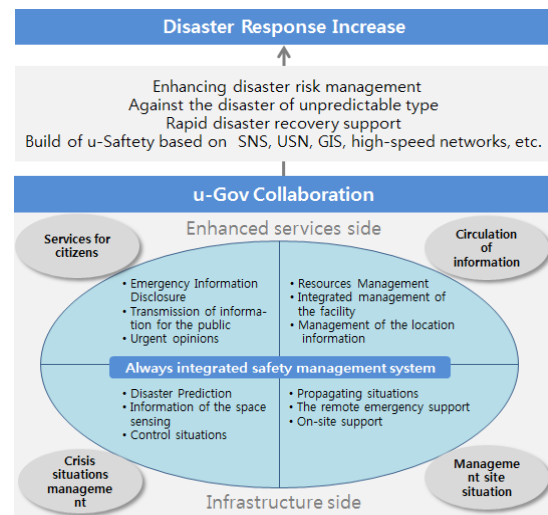 Disaster Response Increase
Enhancing disaster risk management
Against the disaster of unpredictable type
Rapid disaster recovery support
Build of u-Saftety based on SNS, USN, GIS, high-speed networks, etc.
u-Gov Collaboration
Enhanced services side
Services for
citizens
Circulation
of
information
• Emergency Information
Disclosure
• Transmission of informa-
tion for the public
• Urgent opinions
• Resources Management
• Integrated management of
the facility
• Management of the location
information
Always integrated safety management system
• Disaster Prediction
• Information of the space
sensing
• Control situations
• Propagating situations
• The remote emergency support
• On-site support
Crisis
situations
manageme
nt
Manageme
nt site
situation
Infrastructure side